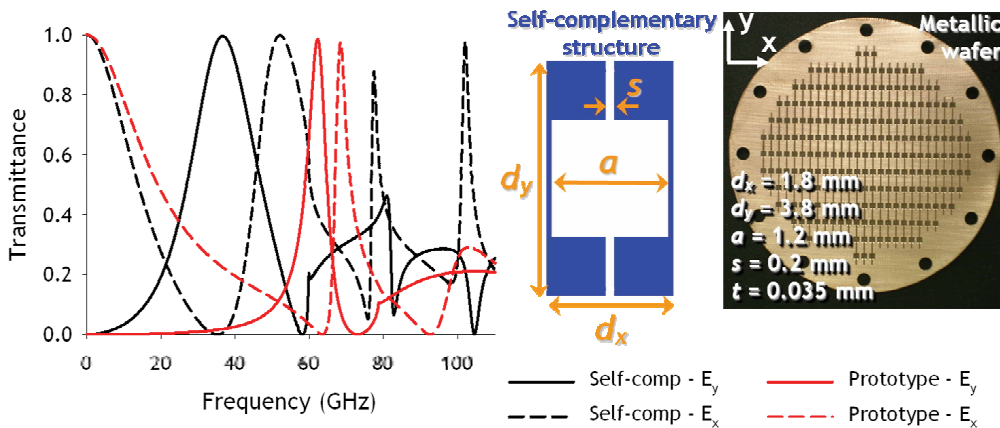 Transmittance
1.0
0.8
0.6
0.4
0.2
0.0
0
20
40
60
80
100
Frequency (GHz)
Self-complementary
structure
s
a
dy
dx
y
x
Metallic
wafer
dx = 1.8 mm
dy = 3.8 mm
a = 1.2 mm
s = 0.2 mm
t = 0.035 mm
Self-comp - Ey
Self-comp - Ex
Prototype - Ey
Prototype - Ex